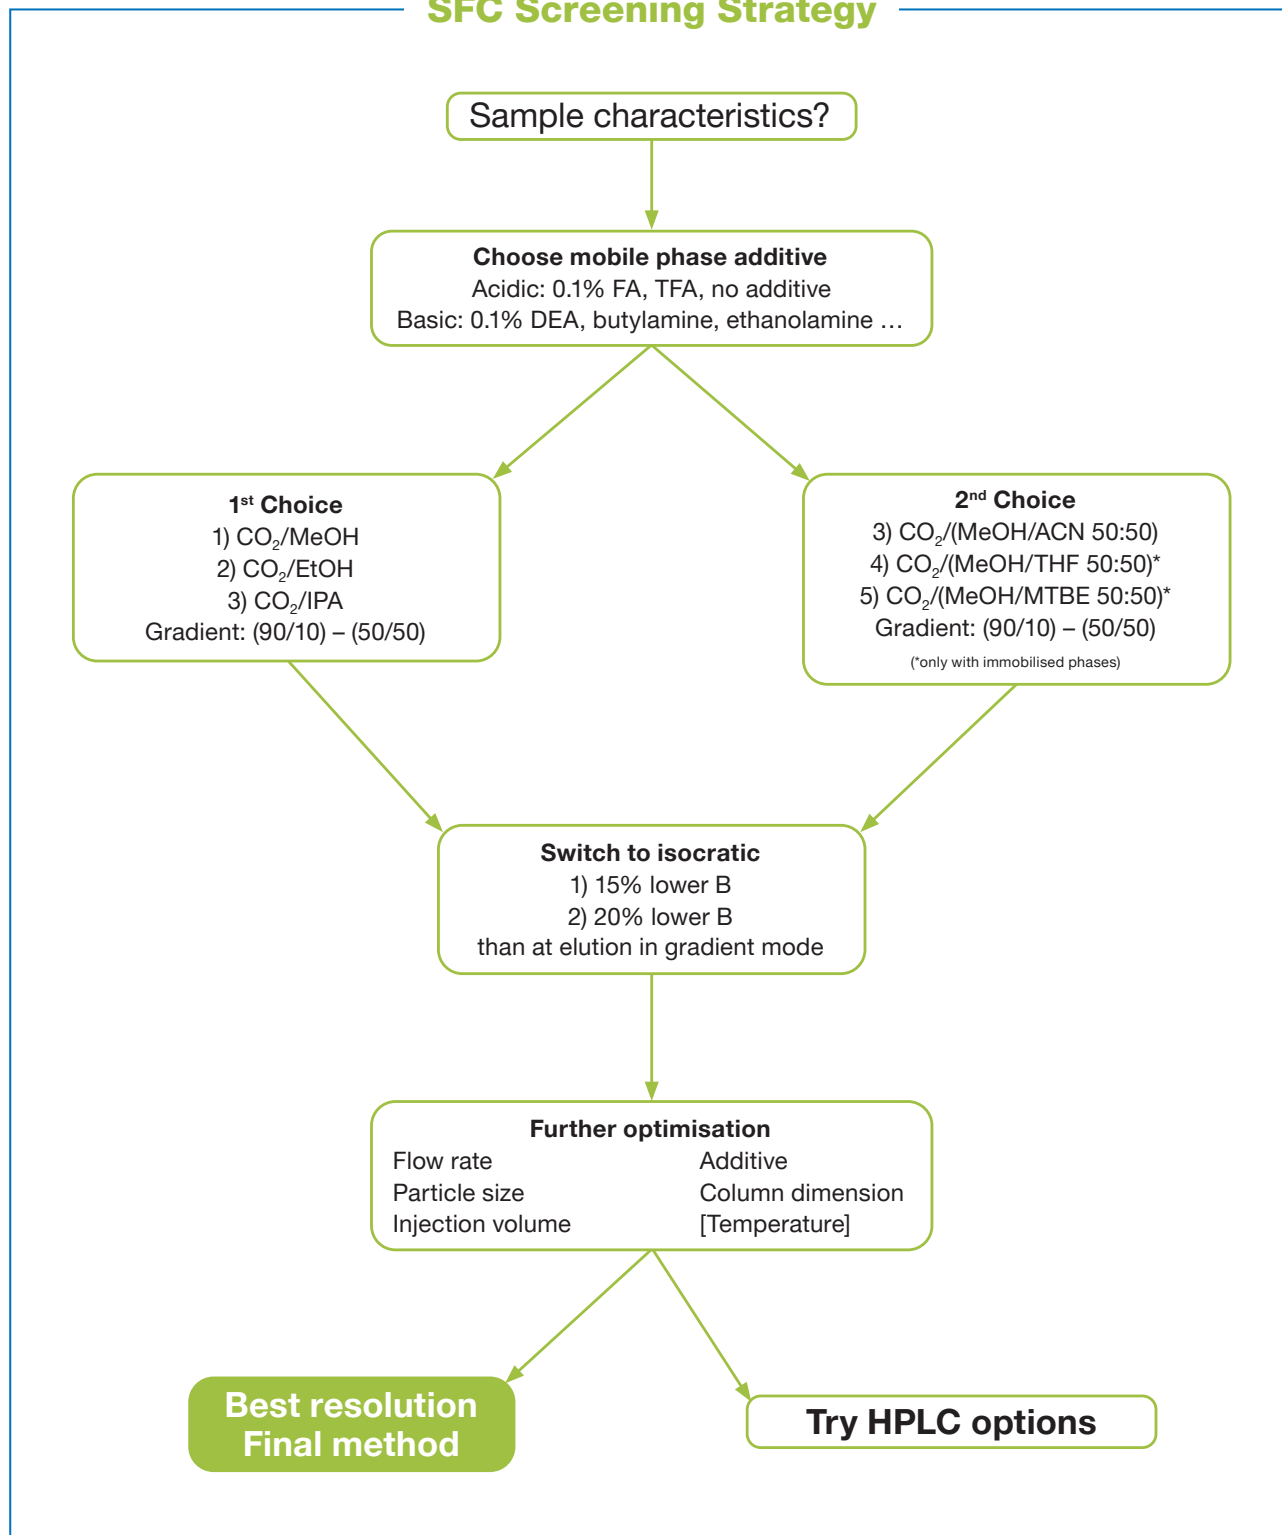 SFC Screening Strategy
Sample characteristics?
Choose mobile phase additive
Acidic: 0.1% FA, TFA, no additive
Basic: 0.1% DEA, butylamine, ethanolamine …
1st Choice
1) CO₂/MeOH
2) CO₂/EtOH
3) CO₂/IPA
Gradient: (90/10) – (50/50)
2nd Choice
3) CO₂/(MeOH/ACN 50:50)
4) CO₂/(MeOH/THF 50:50)*
5) CO₂/(MeOH/MTBE 50:50)*
Gradient: (90/10) – (50/50)
(*only with immobilised phases)
Switch to isocratic
1) 15% lower B
2) 20% lower B
than at elution in gradient mode
Further optimisation
Flow rate
Particle size
Injection volume
Additive
Column dimension
[Temperature]
Best resolution
Final method
Try HPLC options